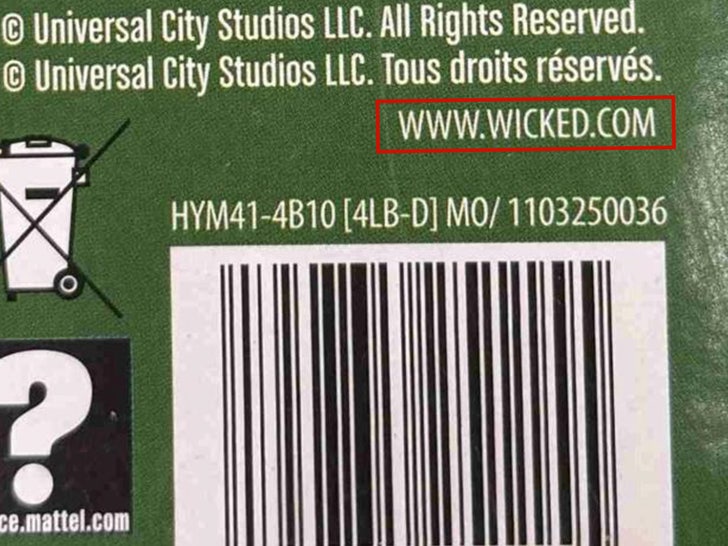 © Universal City Studios LLC. All Rights Reserved.
© Universal City Studios LLC. Tous droits réservés.
WWW.WICKED.COM
HYM41-4B10 [4LB-D] MO/ 1103250036
?
ce.mattel.com